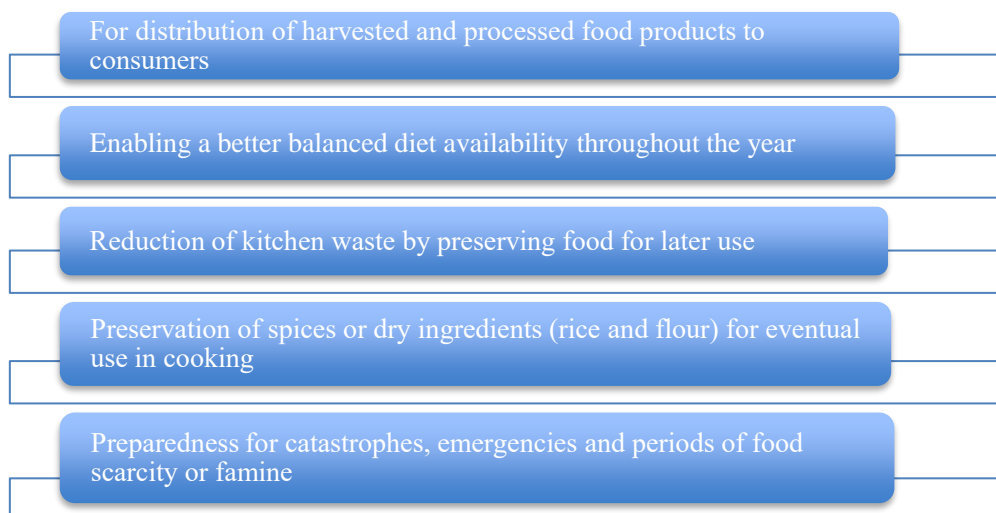 For distribution of harvested and processed food products to
consumers
Enabling a better balanced diet availability throughout the year
Reduction of kitchen waste by preserving food for later use
Preservation of spices or dry ingredients (rice and flour) for eventual
use in cooking
Preparedness for catastrophes, emergencies and periods of food
scarcity or famine